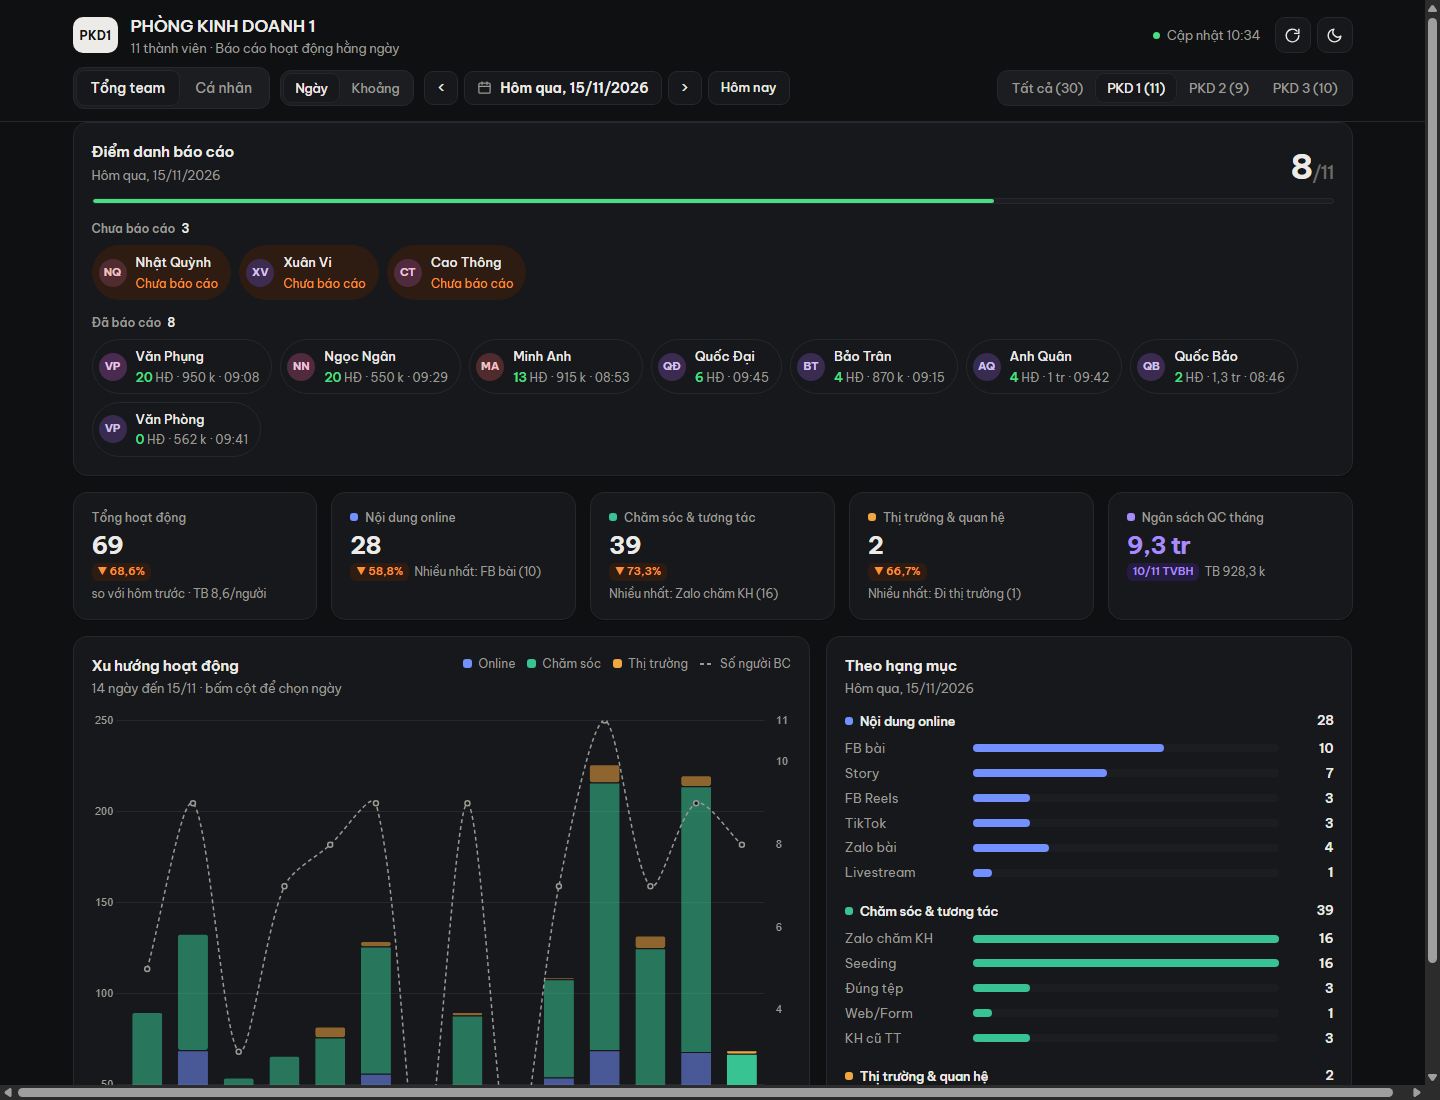 PKD1
PHÒNG KINH DOANH 1
11 thành viên · Báo cáo hoạt động hằng ngày
Cập nhật 10:34
Tổng team
Cá nhân
Ngày
Khoảng
Hôm qua, 15/11/2026
Hôm nay
Tất cả (30)
PKD 1 (11)
PKD 2 (9)
PKD 3 (10)
Điểm danh báo cáo
Hôm qua, 15/11/2026
8/11
Chưa báo cáo 3
NQ
Nhật Quỳnh
Chưa báo cáo
XV
Xuân Vi
Chưa báo cáo
CT
Cao Thông
Chưa báo cáo
Đã báo cáo 8
VP
Văn Phụng
20 HĐ · 950 k · 09:08
NN
Ngọc Ngân
20 HĐ · 550 k · 09:29
MA
Minh Anh
13 HĐ · 915 k · 08:53
QĐ
Quốc Đại
6 HĐ · 09:45
BT
Bảo Trân
4 HĐ · 870 k · 09:15
AQ
Anh Quân
4 HĐ · 1 tr · 09:42
QB
Quốc Bảo
2 HĐ · 1,3 tr · 08:46
VP
Văn Phòng
0 HĐ · 562 k · 09:41
Tổng hoạt động
69
▼ 68,6%
so với hôm trước · TB 8,6/người
Nội dung online
28
▼ 58,8% Nhiều nhất: FB bài (10)
Chăm sóc & tương tác
39
▼ 73,3%
Nhiều nhất: Zalo chăm KH (16)
Thị trường & quan hệ
2
▼ 66,7%
Nhiều nhất: Đi thị trường (1)
Ngân sách QC tháng
9,3 tr
10/11 TVBH TB 928,3 k
Xu hướng hoạt động
14 ngày đến 15/11 · bấm cột để chọn ngày
Online
Chăm sóc
Thị trường
Số người BC
250
200
150
100
50
11
10
8
6
4
Theo hạng mục
Hôm qua, 15/11/2026
Nội dung online 28
FB bài 10
Story 7
FB Reels 3
TikTok 3
Zalo bài 4
Livestream 1
Chăm sóc & tương tác 39
Zalo chăm KH 16
Seeding 16
Đúng tệp 3
Web/Form 1
KH cũ TT 3
Thị trường & quan hệ 2